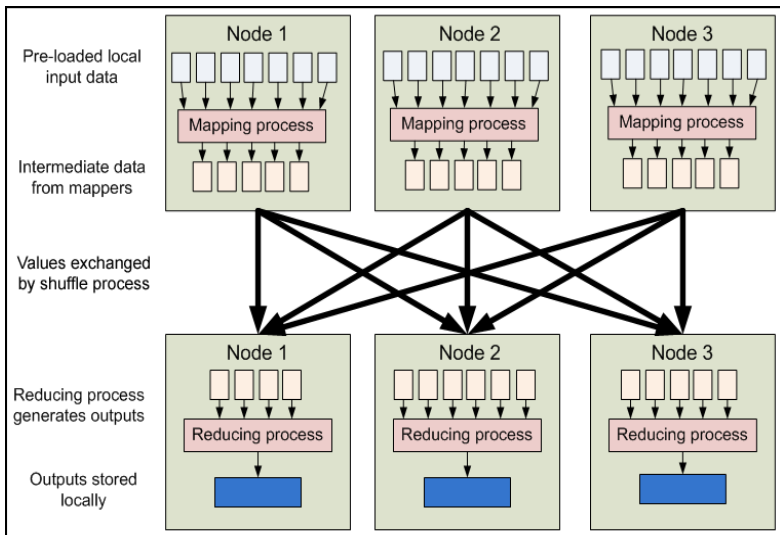 Node 1
Node 2
Node 3
Pre-loaded local
input data
Mapping process
Mapping process
Mapping process
Intermediate data
from mappers
Values exchanged
by shuffle process
Node 1
Node 2
Node 3
Reducing process
generates outputs
Reducing process
Reducing process
Reducing process
Outputs stored
locally